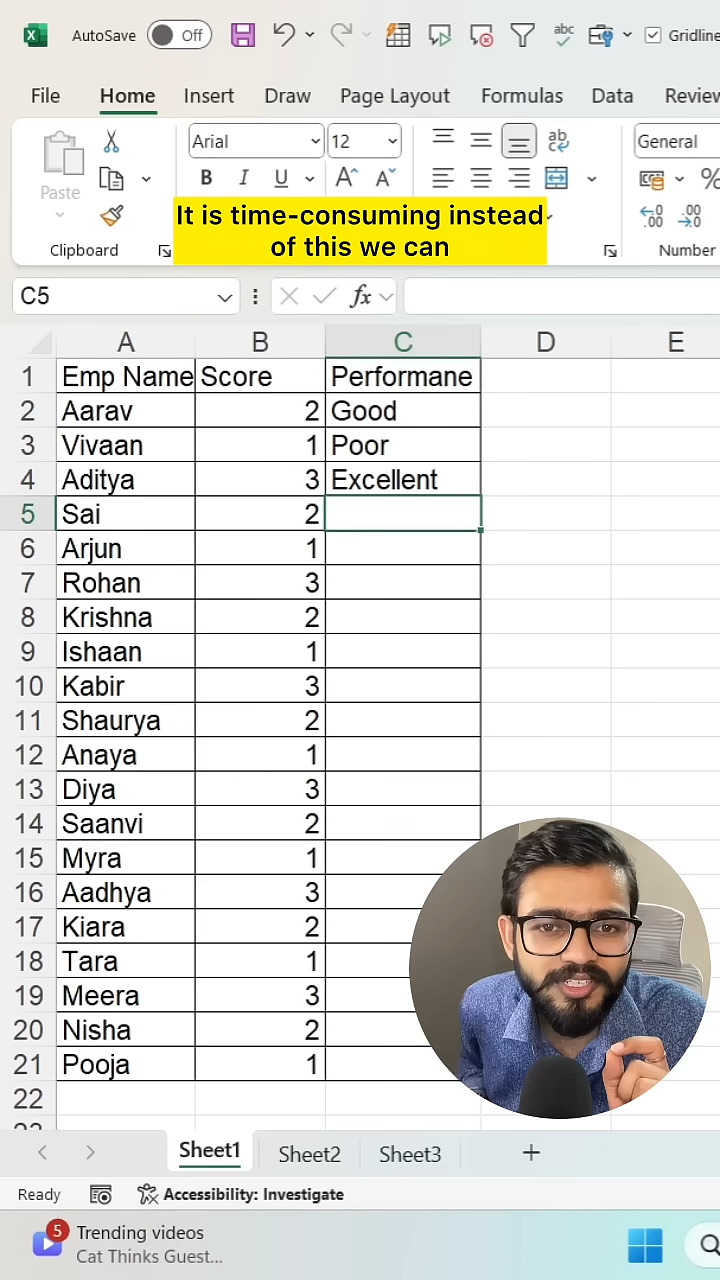 AutoSave Off Gridline
File Home Insert Draw Page Layout Formulas Data Review
Arial 12 General
Paste B I U A A %
It is time-consuming instead
of this we can
Clipboard Number
C5 fx
A B C D E
1 Emp Name Score Performane
2 Aarav 2 Good
3 Vivaan 1 Poor
4 Aditya 3 Excellent
5 Sai 2
6 Arjun 1
7 Rohan 3
8 Krishna 2
9 Ishaan 1
10 Kabir 3
11 Shaurya 2
12 Anaya 1
13 Diya 3
14 Saanvi 2
15 Myra 1
16 Aadhya 3
17 Kiara 2
18 Tara 1
19 Meera 3
20 Nisha 2
21 Pooja 1
22
Sheet1 Sheet2 Sheet3 +
Ready Accessibility: Investigate
5 Trending videos
Cat Thinks Guest...